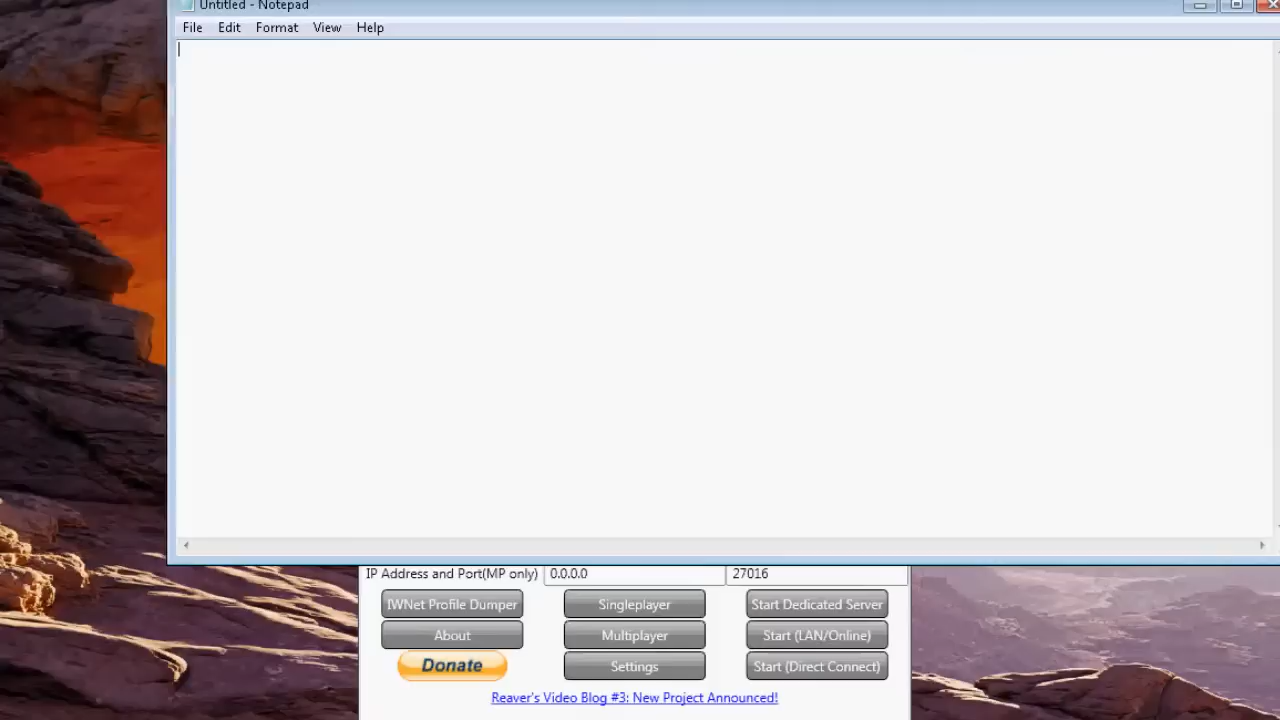 Untitled - Notepad
File Edit Format View Help
IP Address and Port(MP only) 0.0.0.0 27016
IWNet Profile Dumper Singleplayer Start Dedicated Server
About Multiplayer Start (LAN/Online)
Donate Settings Start (Direct Connect)
Reaver's Video Blog #3: New Project Announced!